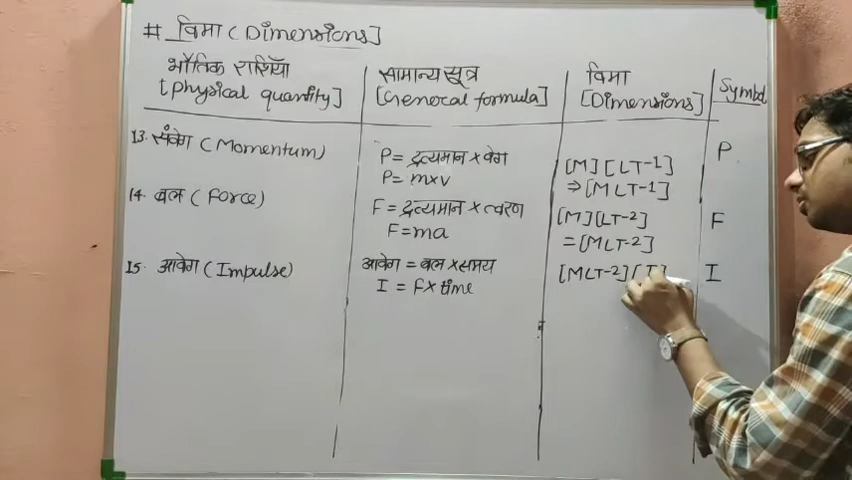 # विमा (Dimensions]
भौतिक राशियाँ
[Physical quantity]
सामान्य सूत्र
[General formula]
विमा
[Dimensions]
Symbol
13. संवेग (Momentum)
P = द्रव्यमान × वेग
P = m×v
[M] [LT-1]
⇒ [MLT-1]
P
14. बल (Force)
F = द्रव्यमान × त्वरण
F = ma
[M][LT-2]
= [MLT-2]
F
15. आवेग (Impulse)
आवेग = बल × समय
I = F× time
[MLT-2][T]
I